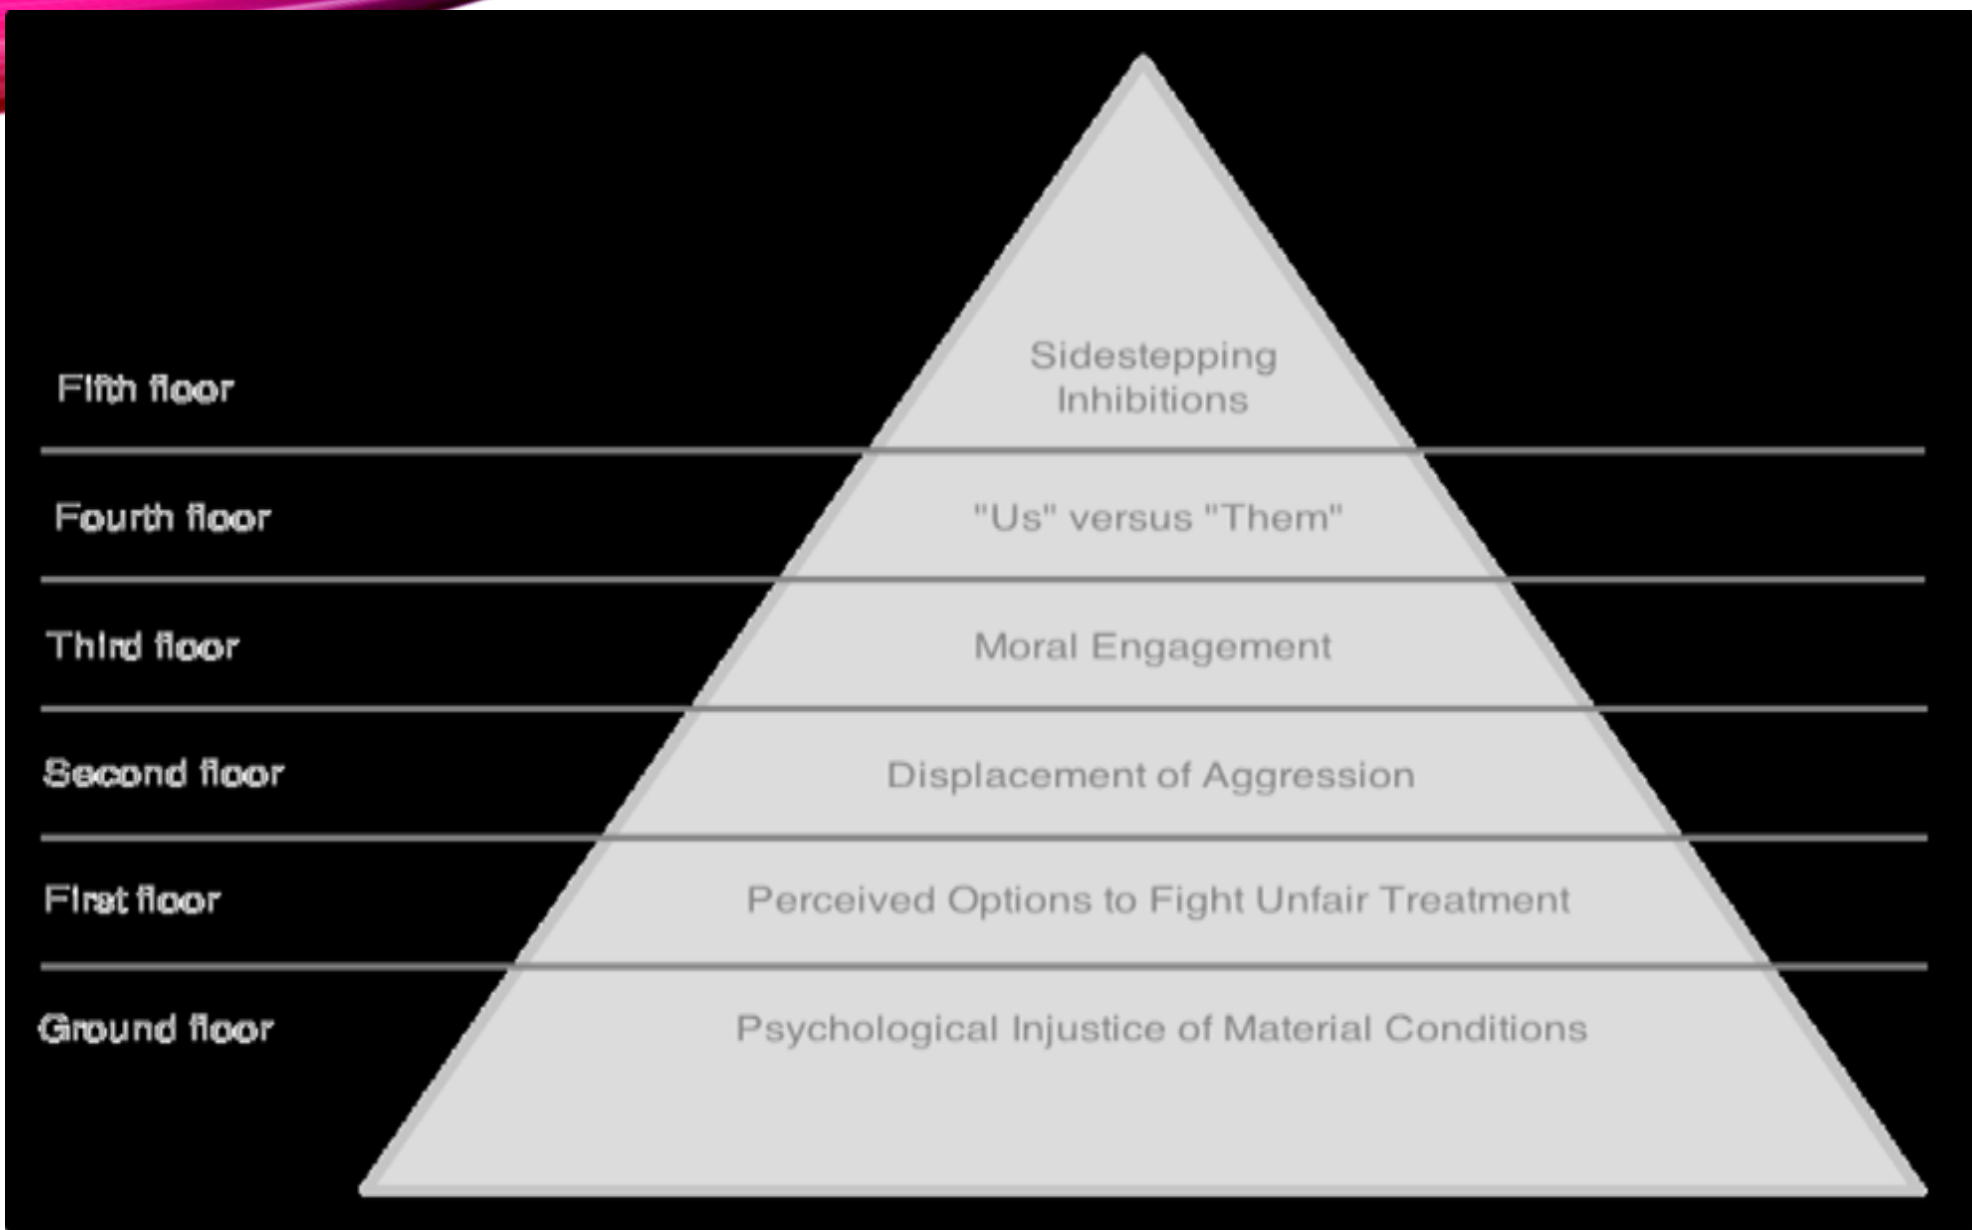 Sidestepping
Inhibitions
Fifth floor
"Us" versus "Them"
Fourth floor
Moral Engagement
Third floor
Displacement of Aggression
Second floor
Perceived Options to Fight Unfair Treatment
First floor
Psychological Injustice of Material Conditions
Ground floor